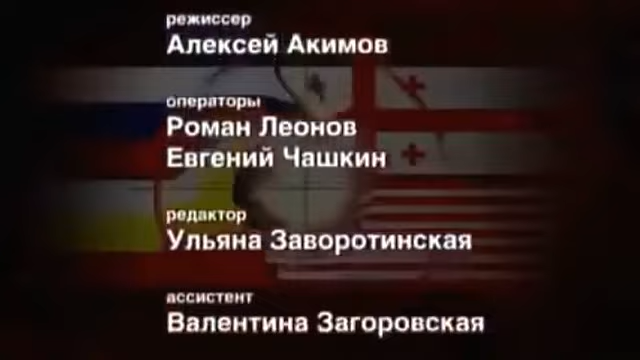 режиссер
Алексей Акимов
операторы
Роман Леонов
Евгений Чашкин
редактор
Ульяна Заворотинская
ассистент
Валентина Загоровская